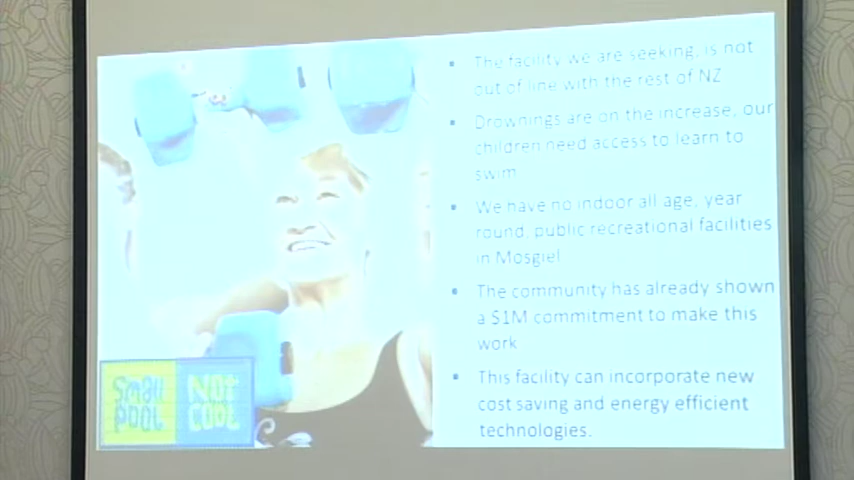 The facility we are seeking, is not
out of line with the rest of NZ
Drownings are on the increase, our
children need access to learn to
swim
We have no indoor all age, year
round, public recreational facilities
in Mosgiel
The community has already shown
a $1M commitment to make this
work
This facility can incorporate new
cost saving and energy efficient
technologies.
Small
pool
NOT
COOL